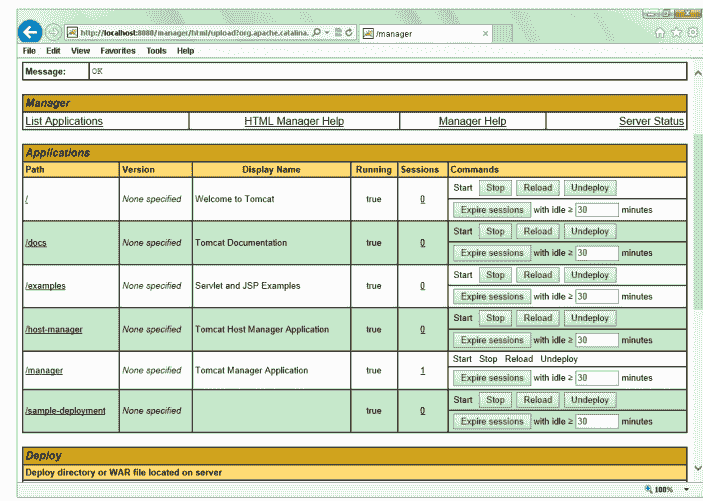 http://localhost:8080/manager/html/upload?org.apache.catalina.
/manager
File Edit View Favorites Tools Help
Message: OK
Manager
List Applications HTML Manager Help Manager Help Server Status
Applications
Path Version Display Name Running Sessions Commands
/ None specified Welcome to Tomcat true 0 Start Stop Reload Undeploy
Expire sessions with idle ≥ 30 minutes
/docs None specified Tomcat Documentation true 0 Start Stop Reload Undeploy
Expire sessions with idle ≥ 30 minutes
/examples None specified Servlet and JSP Examples true 0 Start Stop Reload Undeploy
Expire sessions with idle ≥ 30 minutes
/host-manager None specified Tomcat Host Manager Application true 0 Start Stop Reload Undeploy
Expire sessions with idle ≥ 30 minutes
/manager None specified Tomcat Manager Application true 1 Start Stop Reload Undeploy
Expire sessions with idle ≥ 30 minutes
/sample-deployment None specified true 0 Start Stop Reload Undeploy
Expire sessions with idle ≥ 30 minutes
Deploy
Deploy directory or WAR file located on server
100%